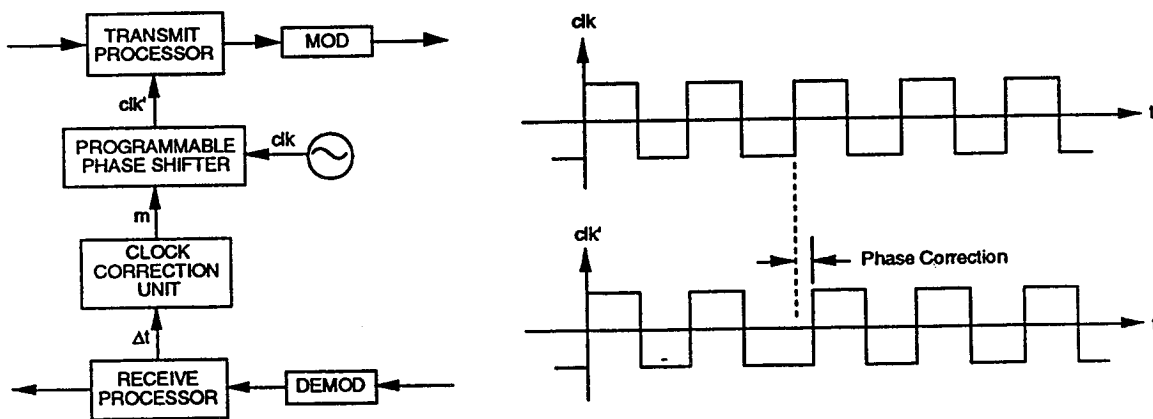 TRANSMIT
PROCESSOR
MOD
clk'
PROGRAMMABLE
PHASE SHIFTER
clk
m
CLOCK
CORRECTION
UNIT
Δt
RECEIVE
PROCESSOR
DEMOD
clk
t
clk'
Phase Correction
t